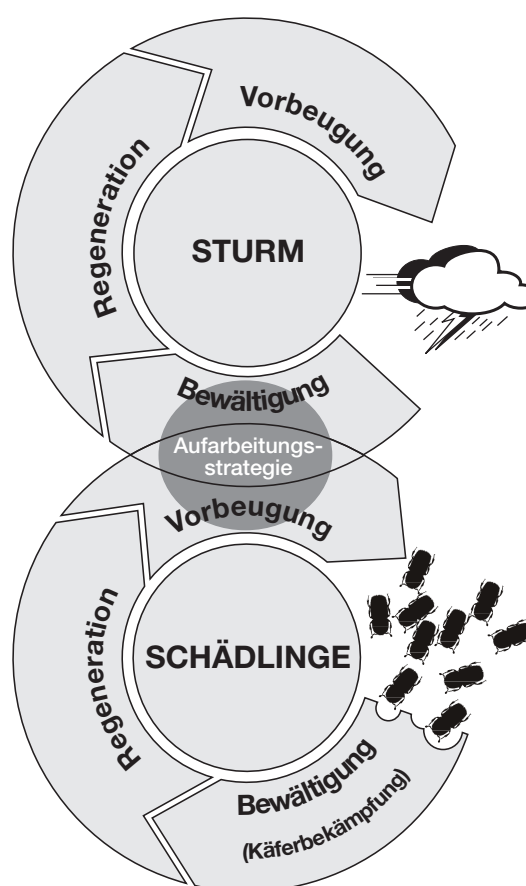 Vorbeugung
Regeneration
STURM
Bewältigung
Aufarbeitungs-
strategie
Vorbeugung
Regeneration
SCHÄDLINGE
Bewältigung
(Käferbekämpfung)